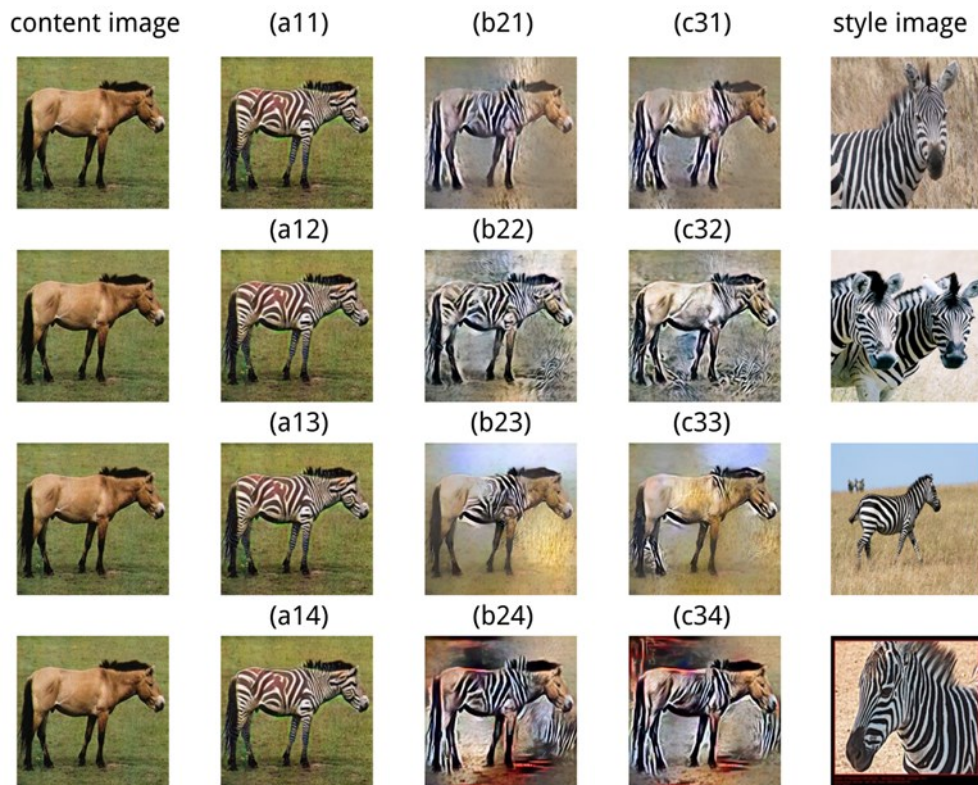 content image (a11) (b21) (c31) style image
(a12) (b22) (c32)
(a13) (b23) (c33)
(a14) (b24) (c34)